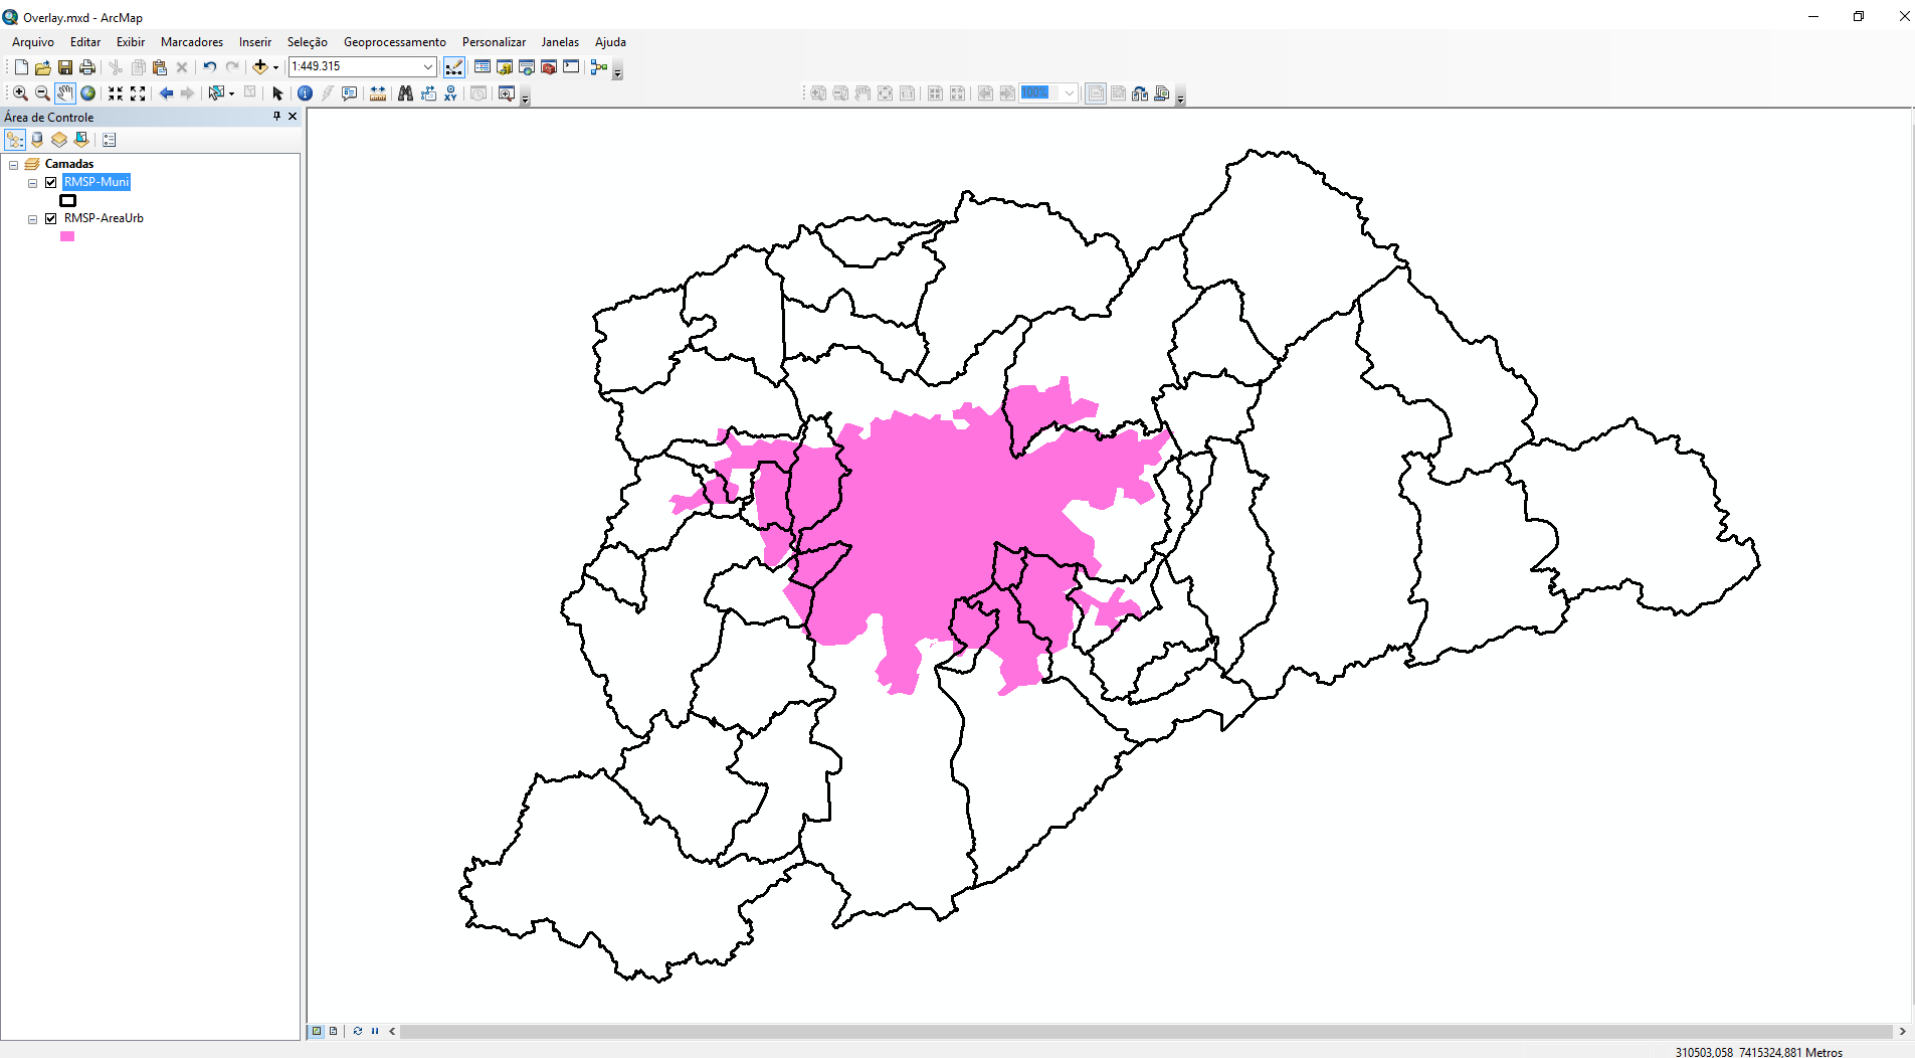 Overlay.mxd - ArcMap
Arquivo Editar Exibir Marcadores Inserir Seleção Geoprocessamento Personalizar Janelas Ajuda
1:449.315
100%
Área de Controle
Camadas
RMSP-Muni
RMSP-AreaUrb
310503,058 7415324,881 Metros